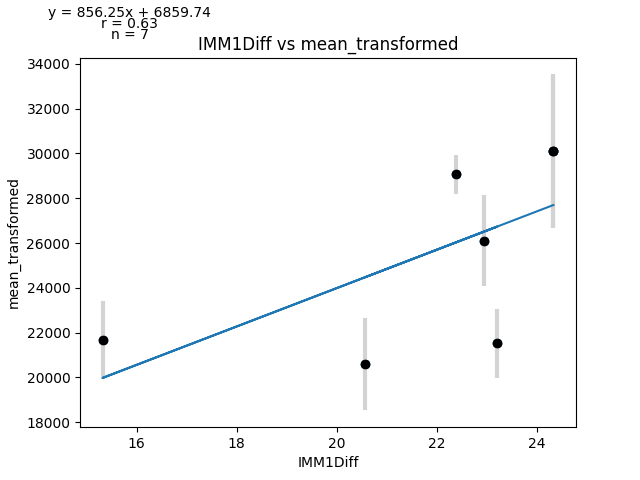 y = 856.25x + 6859.74
r = 0.63
n = 7
IMM1Diff vs mean_transformed
34000
32000
30000
28000
26000
24000
22000
20000
18000
mean_transformed
16 18 20 22 24
IMM1Diff